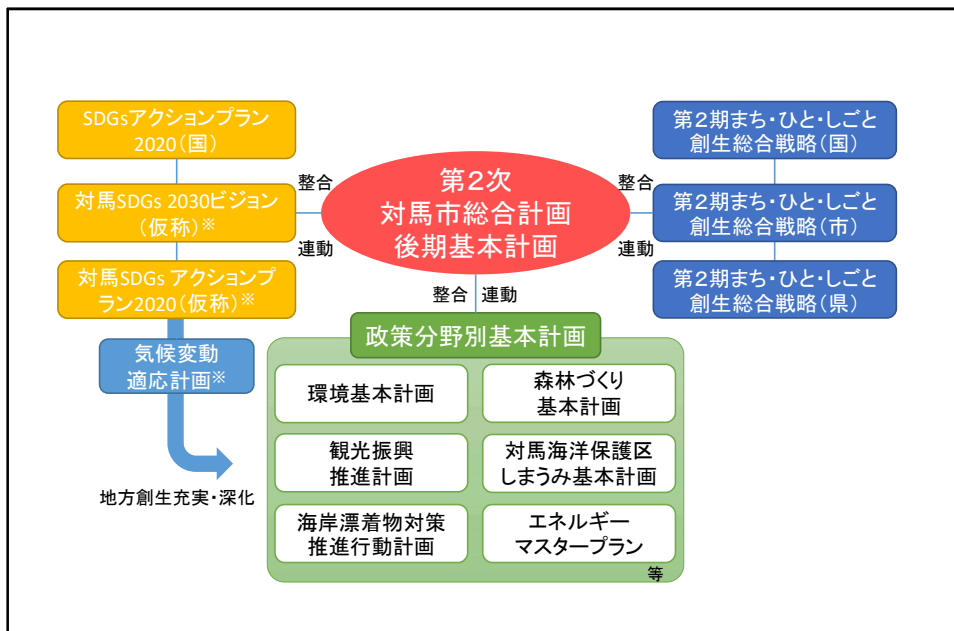 SDGsアクションプラン
2020(国)
対馬SDGs 2030ビジョン
(仮称)※
対馬SDGs アクションプ
ラン2020(仮称)※
気候変動
適応計画※
地方創生充実・深化
整合
連動
第2次
対馬市総合計画
後期基本計画
整合
連動
第2期まち・ひと・しごと
創生総合戦略(国)
第2期まち・ひと・しごと
創生総合戦略(市)
第2期まち・ひと・しごと
創生総合戦略(県)
整合 連動
政策分野別基本計画
環境基本計画
森林づくり
基本計画
観光振興
推進計画
対馬海洋保護区
しまうみ基本計画
海岸漂着物対策
推進行動計画
エネルギー
マスタープラン
等